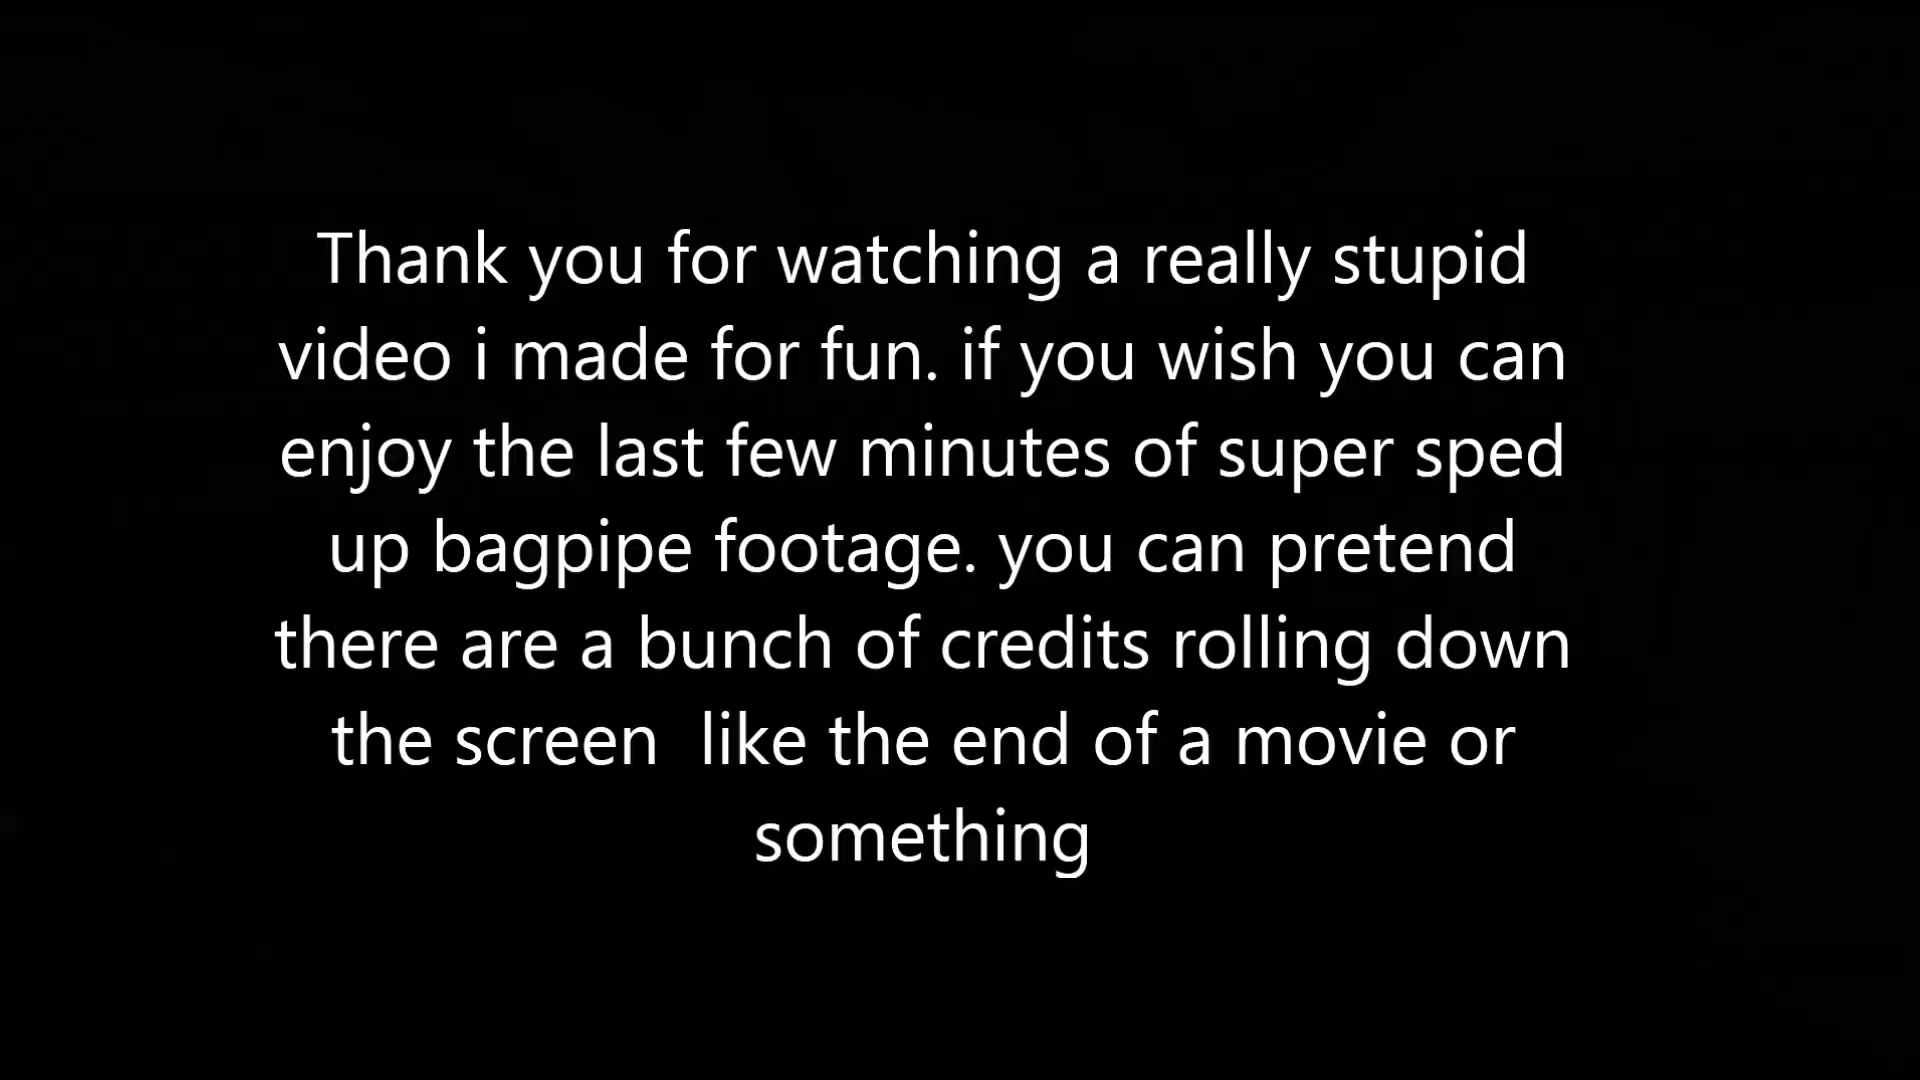 Thank you for watching a really stupid
video i made for fun. if you wish you can
enjoy the last few minutes of super sped
up bagpipe footage. you can pretend
there are a bunch of credits rolling down
the screen  like the end of a movie or
something